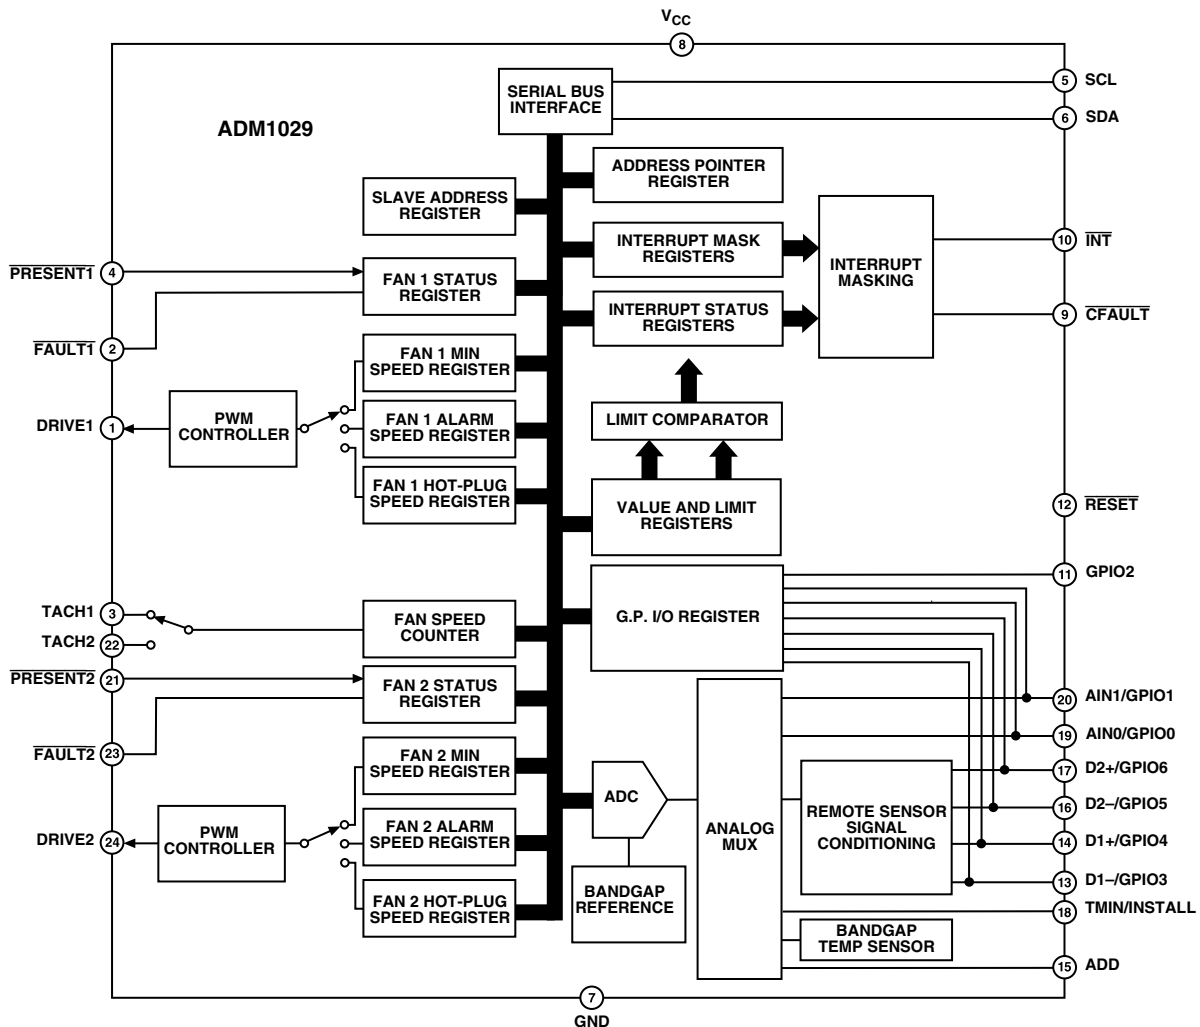 VCC
8
ADM1029
SERIAL BUS
INTERFACE
5 SCL
6 SDA
ADDRESS POINTER
REGISTER
SLAVE ADDRESS
REGISTER
INTERRUPT MASK
REGISTERS
INTERRUPT
MASKING
10 INT
PRESENT1 4
FAN 1 STATUS
REGISTER
INTERRUPT STATUS
REGISTERS
9 CFAULT
FAULT1 2
FAN 1 MIN
SPEED REGISTER
DRIVE1 1
PWM
CONTROLLER
FAN 1 ALARM
SPEED REGISTER
LIMIT COMPARATOR
FAN 1 HOT-PLUG
SPEED REGISTER
VALUE AND LIMIT
REGISTERS
12 RESET
11 GPIO2
TACH1 3
TACH2 22
FAN SPEED
COUNTER
G.P. I/O REGISTER
PRESENT2 21
FAN 2 STATUS
REGISTER
20 AIN1/GPIO1
19 AIN0/GPIO0
FAULT2 23
FAN 2 MIN
SPEED REGISTER
ADC
ANALOG
MUX
REMOTE SENSOR
SIGNAL
CONDITIONING
17 D2+/GPIO6
16 D2–/GPIO5
14 D1+/GPIO4
13 D1–/GPIO3
DRIVE2 24
PWM
CONTROLLER
FAN 2 ALARM
SPEED REGISTER
FAN 2 HOT-PLUG
SPEED REGISTER
BANDGAP
REFERENCE
18 TMIN/INSTALL
BANDGAP
TEMP SENSOR
15 ADD
7
GND